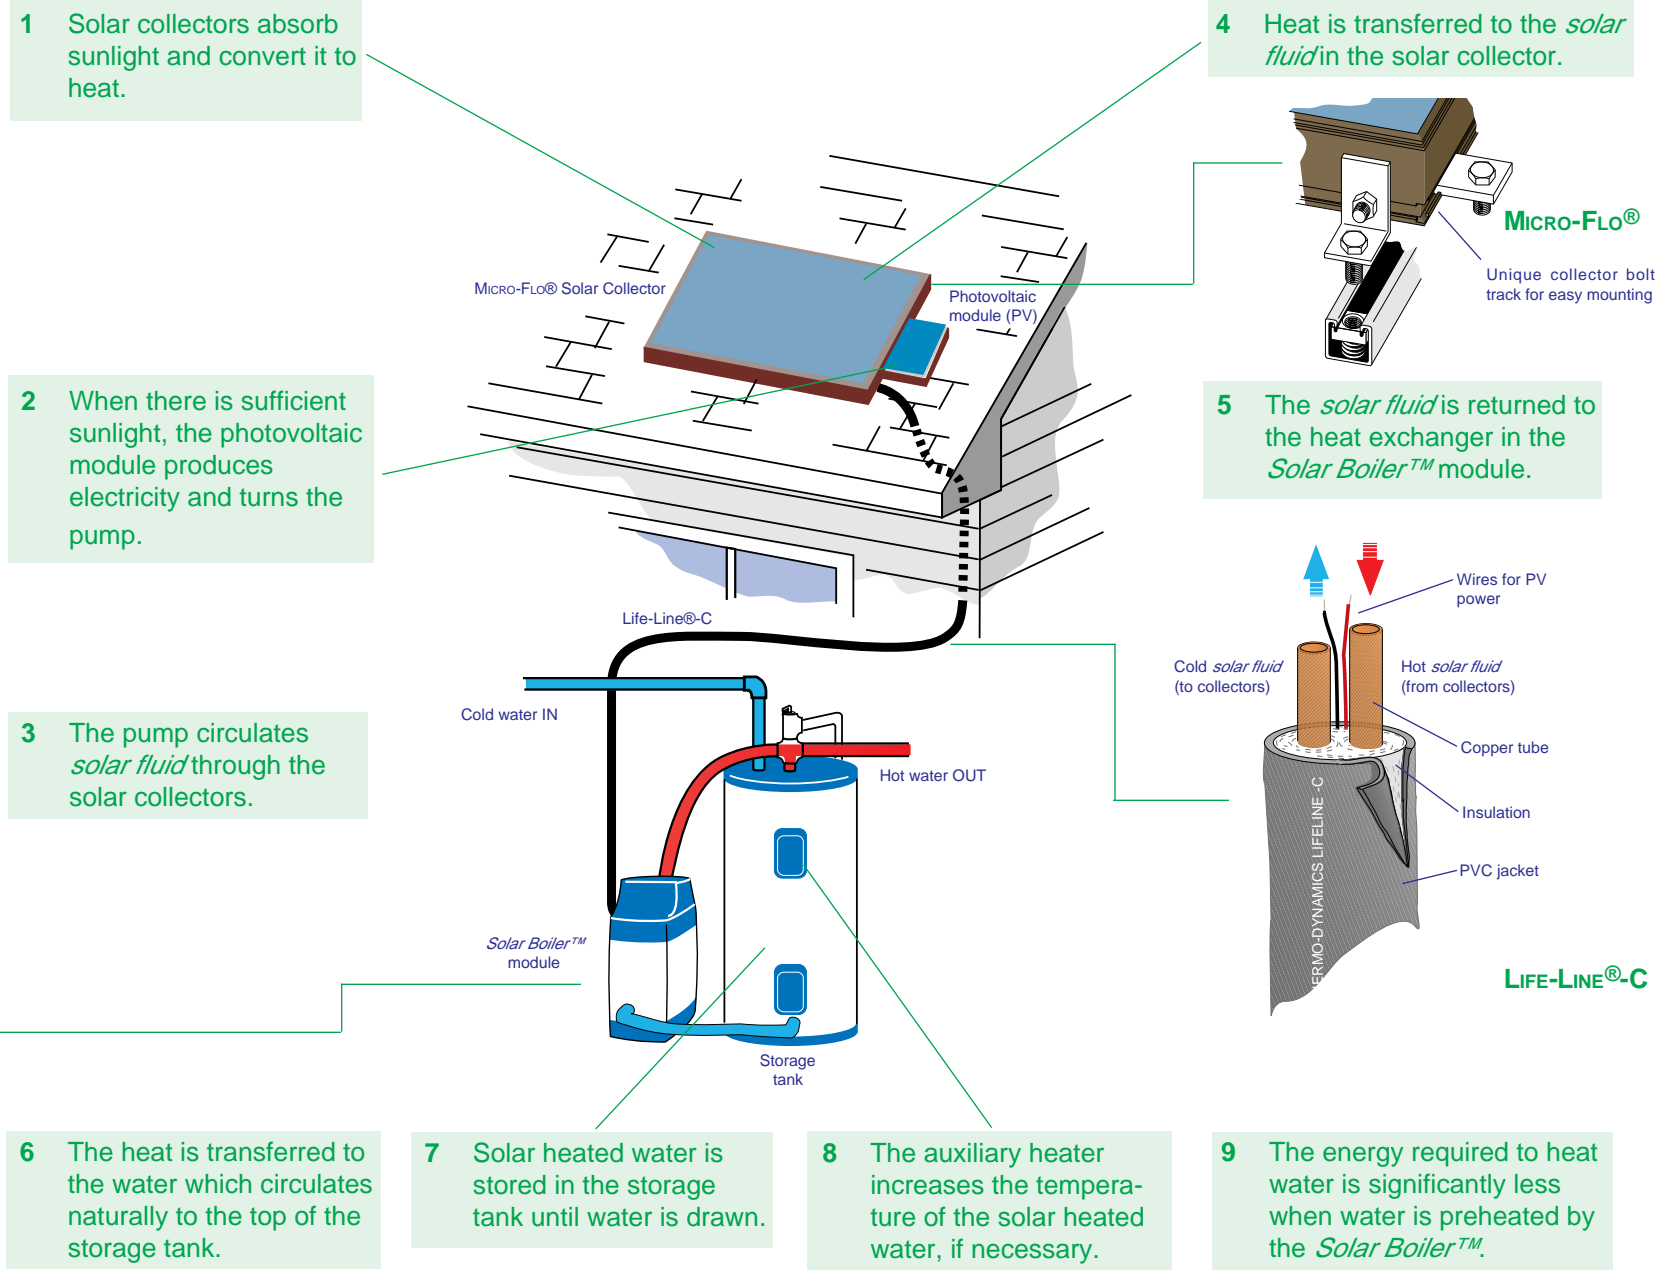 1 Solar collectors absorb
sunlight and convert it to
heat.
4 Heat is transferred to the solar
fluid in the solar collector.
MICRO-FLO®
Unique collector bolt
track for easy mounting
MICRO-FLO® Solar Collector
Photovoltaic
module (PV)
2 When there is sufficient
sunlight, the photovoltaic
module produces
electricity and turns the
pump.
5 The solar fluid is returned to
the heat exchanger in the
Solar Boiler™ module.
Life-Line®-C
Wires for PV
power
Cold solar fluid
(to collectors)
Hot solar fluid
(from collectors)
Copper tube
Insulation
PVC jacket
ERMO-DYNAMICS LIFELINE -C
LIFE-LINE®-C
3 The pump circulates
solar fluid through the
solar collectors.
Cold water IN
Hot water OUT
Solar Boiler™
module
Storage
tank
6 The heat is transferred to
the water which circulates
naturally to the top of the
storage tank.
7 Solar heated water is
stored in the storage
tank until water is drawn.
8 The auxiliary heater
increases the tempera-
ture of the solar heated
water, if necessary.
9 The energy required to heat
water is significantly less
when water is preheated by
the Solar Boiler™.